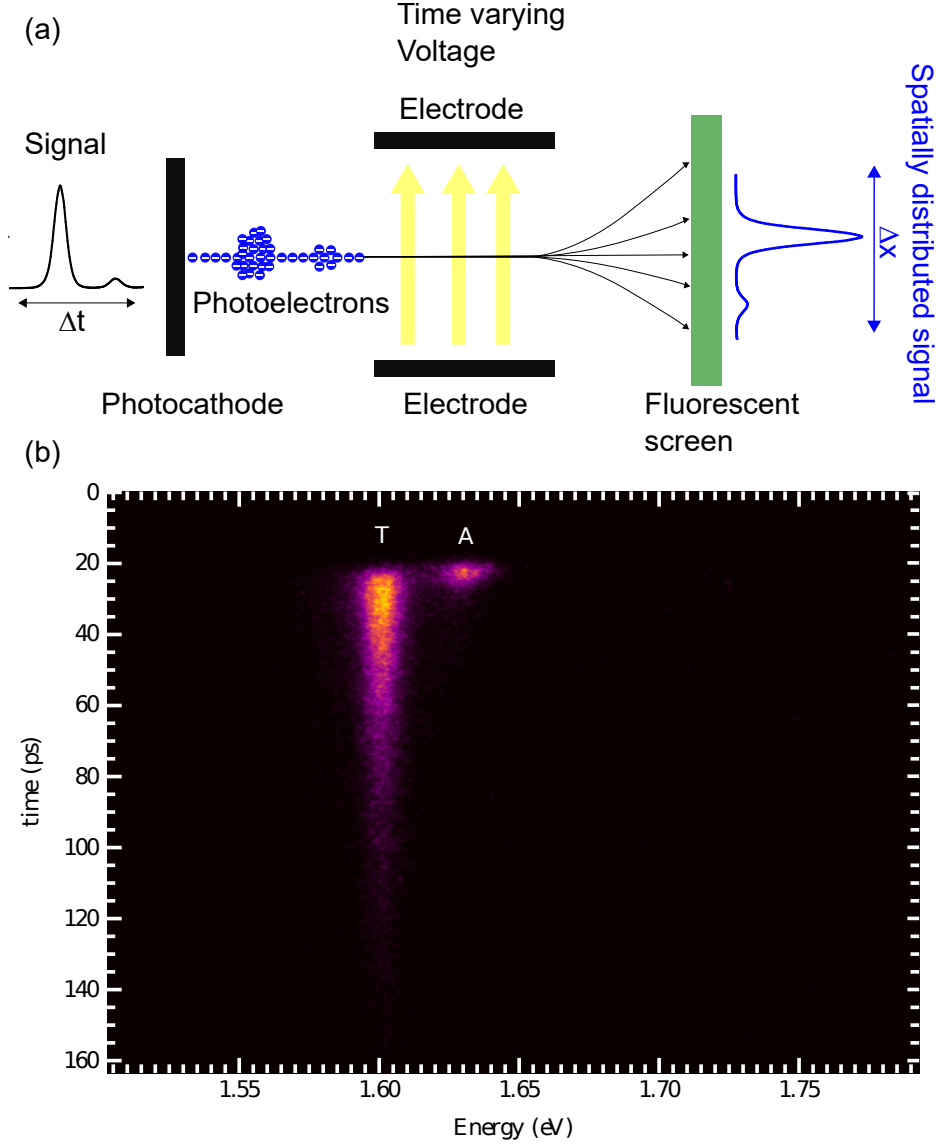 (a)
Time varying
Voltage
Electrode
Signal
Δt
Photoelectrons
Photocathode
Electrode
Fluorescent
screen
Δx
Spatially distributed signal
(b)
T
A
0
20
40
60
80
100
120
140
160
time (ps)
1.55
1.60
1.65
1.70
1.75
Energy (eV)